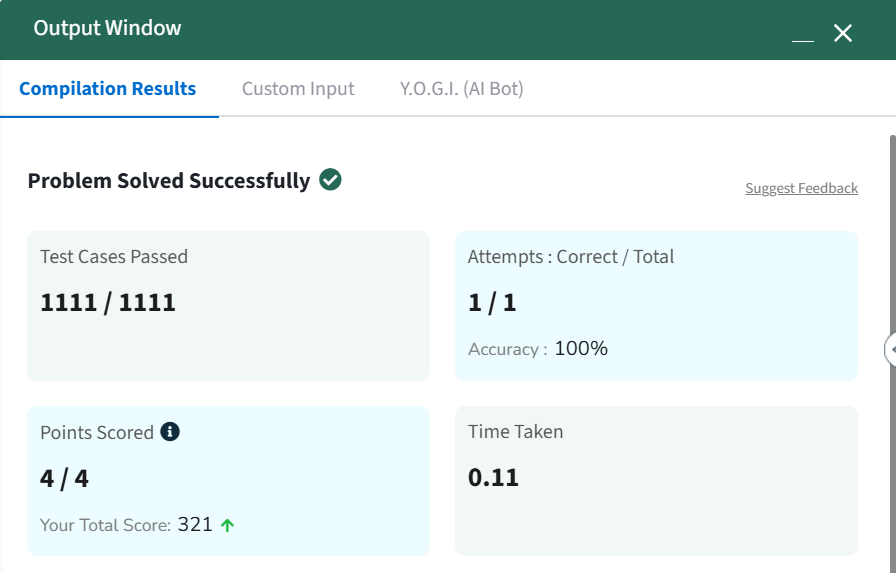 Output Window
Compilation Results
Custom Input
Y.O.G.I. (AI Bot)
Problem Solved Successfully
Suggest Feedback
Test Cases Passed
1111 / 1111
Attempts : Correct / Total
1 / 1
Accuracy : 100%
Points Scored
4 / 4
Your Total Score: 321
Time Taken
0.11